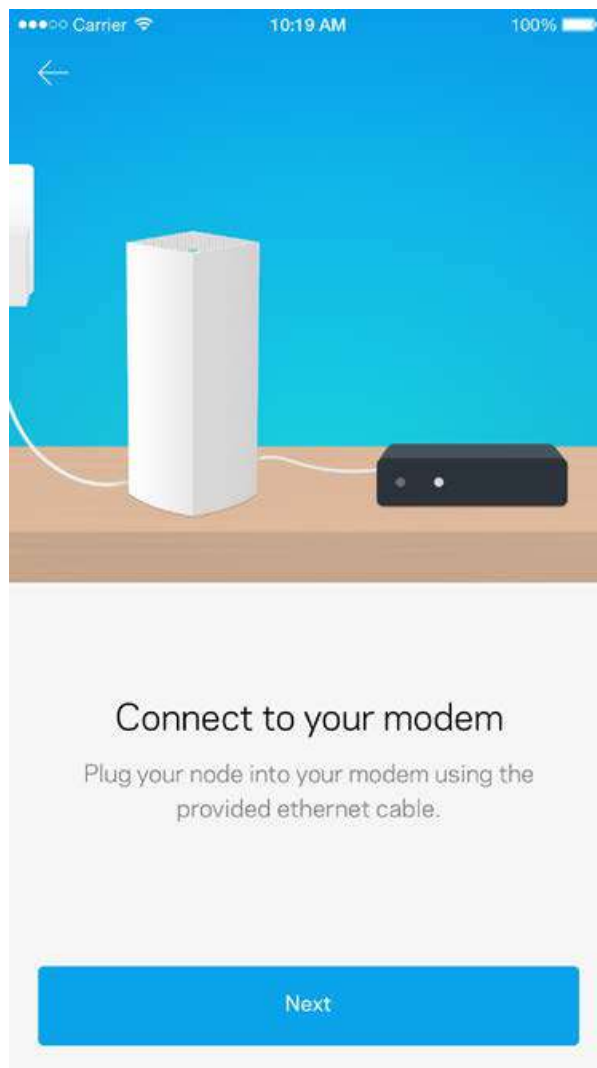 Carrier 10:19 AM 100%
Connect to your modem
Plug your node into your modem using the
provided ethernet cable.
Next